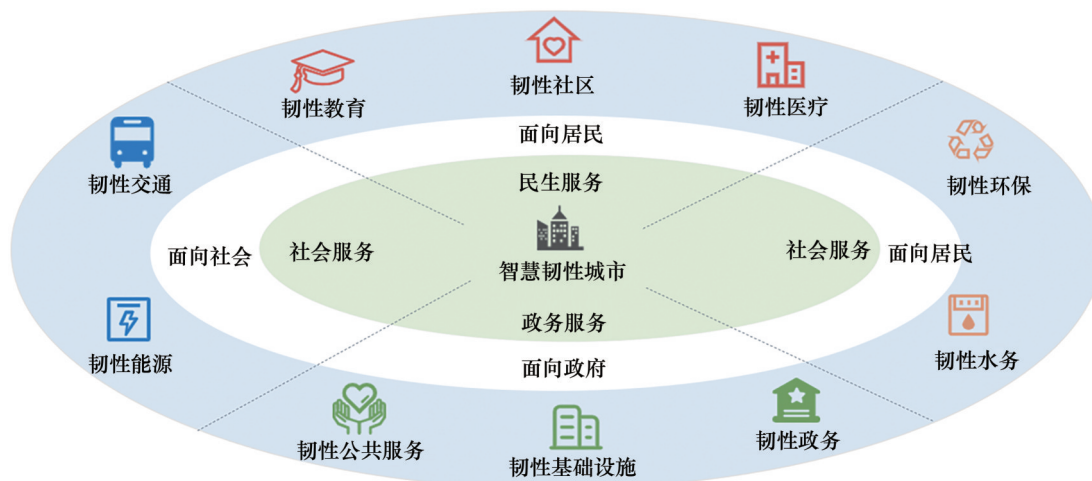 韧性社区
韧性教育
韧性医疗
面向居民
韧性交通
民生服务
韧性环保
面向社会
社会服务
智慧韧性城市
社会服务
面向居民
政务服务
韧性能源
面向政府
韧性水务
韧性公共服务
韧性基础设施
韧性政务